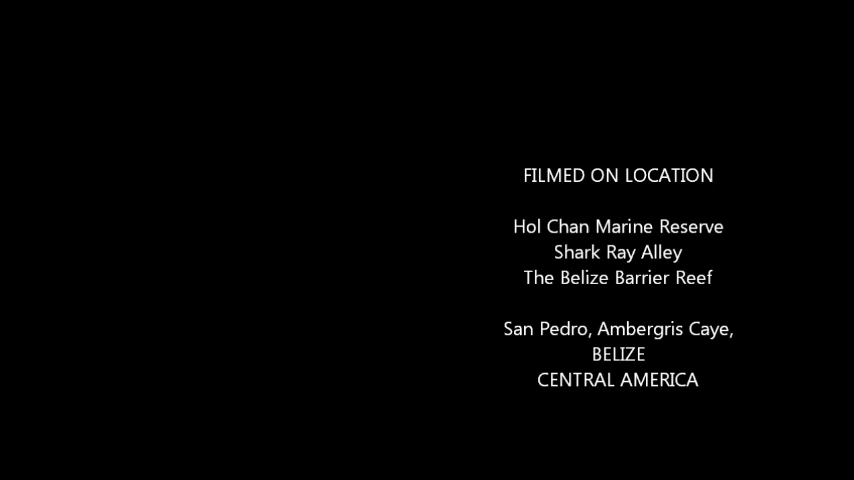 FILMED ON LOCATION
Hol Chan Marine Reserve
Shark Ray Alley
The Belize Barrier Reef
San Pedro, Ambergris Caye,
BELIZE
CENTRAL AMERICA